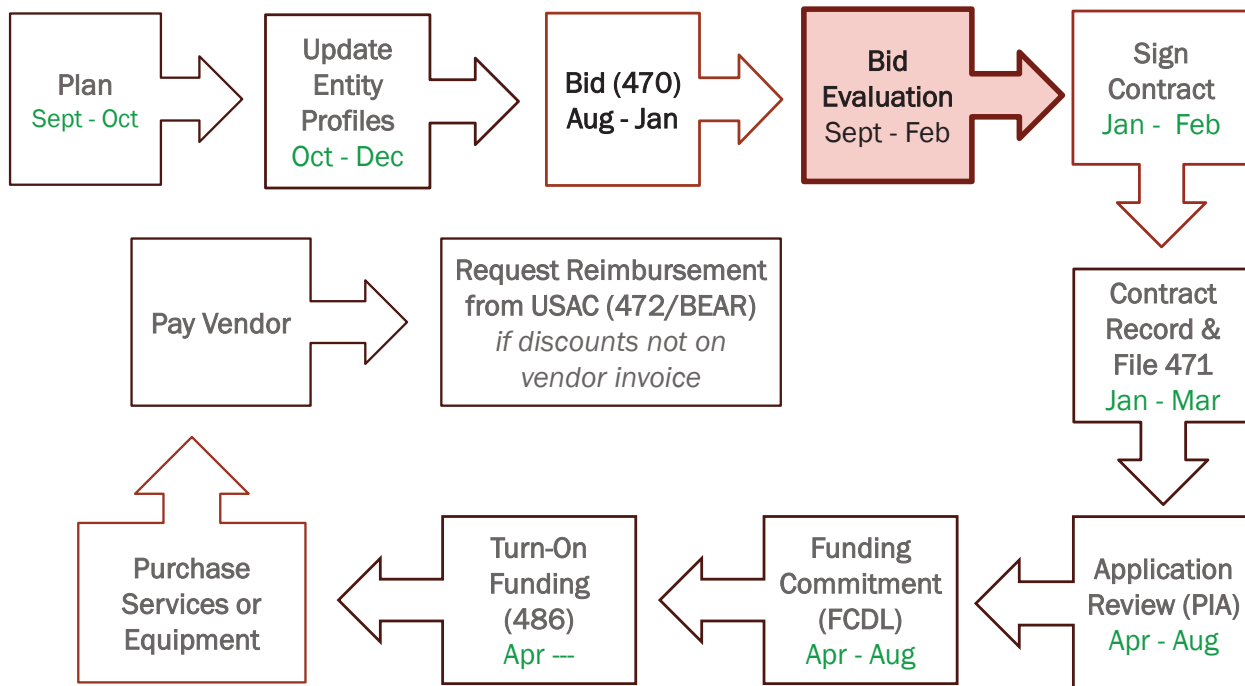 Plan
Sept - Oct
Update
Entity
Profiles
Oct - Dec
Bid (470)
Aug - Jan
Bid
Evaluation
Sept - Feb
Sign
Contract
Jan - Feb
Contract
Record &
File 471
Jan - Mar
Application
Review (PIA)
Apr - Aug
Funding
Commitment
(FCDL)
Apr - Aug
Turn-On
Funding
(486)
Apr ---
Purchase
Services or
Equipment
Pay Vendor
Request Reimbursement
from USAC (472/BEAR)
if discounts not on
vendor invoice